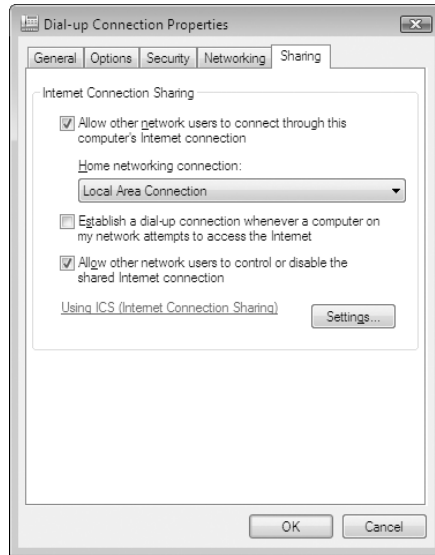 Dial-up Connection Properties
General Options Security Networking Sharing
Internet Connection Sharing
Allow other network users to connect through this
computer's Internet connection
Home networking connection:
Local Area Connection
Establish a dial-up connection whenever a computer on
my network attempts to access the Internet
Allow other network users to control or disable the
shared Internet connection
Using ICS (Internet Connection Sharing)
Settings...
OK Cancel